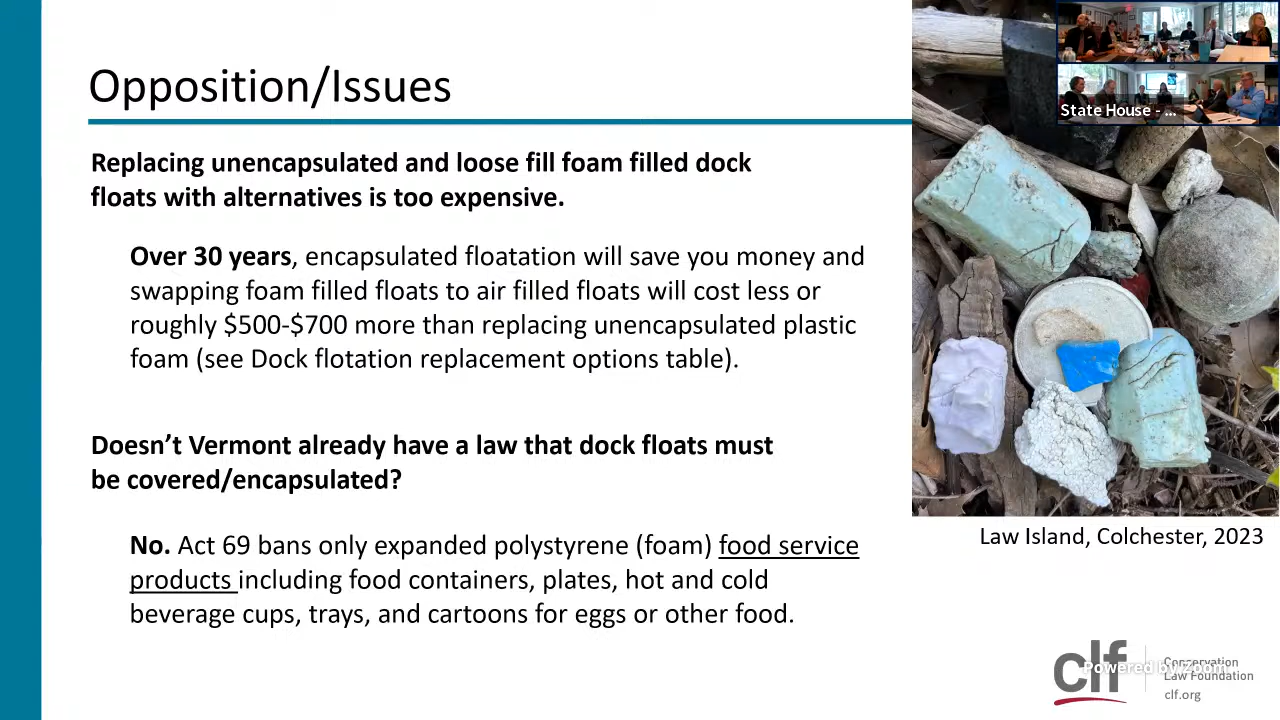 Opposition/Issues
Replacing unencapsulated and loose fill foam filled dock
floats with alternatives is too expensive.
Over 30 years, encapsulated floatation will save you money and
swapping foam filled floats to air filled floats will cost less or
roughly $500-$700 more than replacing unencapsulated plastic
foam (see Dock flotation replacement options table).
Doesn’t Vermont already have a law that dock floats must
be covered/encapsulated?
No. Act 69 bans only expanded polystyrene (foam) food service
products including food containers, plates, hot and cold
beverage cups, trays, and cartoons for eggs or other food.
State House - ...
Law Island, Colchester, 2023
clf
Conservation
Law Foundation
clf.org
Powered by Zoom